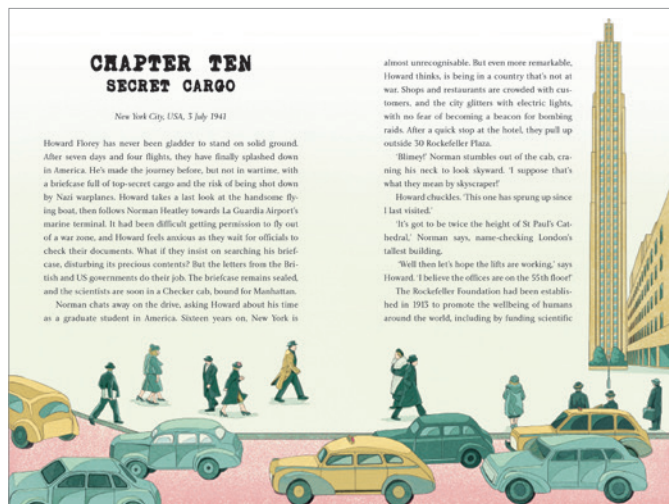 CHAPTER TEN
SECRET CARGO
New York City, USA, 3 July 1941
Howard Florey has never been gladder to stand on solid ground.
After seven days and four flights, they have finally splashed down
in America. He's made the journey before, but not in wartime, with
a briefcase full of top-secret cargo and the risk of being shot down
by Nazi warplanes. Howard takes a last look at the handsome fly-
ing boat, then follows Norman Heatley towards La Guardia Airport's
marine terminal. It had been difficult getting permission to fly out
of a war zone, and Howard feels anxious as they wait for officials to
check their documents. What if they insist on searching his brief-
case, disturbing its precious contents? But the letters from the Bri-
tish and US governments do their job. The briefcase remains sealed,
and the scientists are soon in a Checker cab, bound for Manhattan.
Norman chats away on the drive, asking Howard about his time
as a graduate student in America. Sixteen years on, New York is
almost unrecognisable. But even more remarkable,
Howard thinks, is being in a country that's not at
war. Shops and restaurants are crowded with cus-
tomers, and the city glitters with electric lights,
with no fear of becoming a beacon for bombing
raids. After a quick stop at the hotel, they pull up
outside 30 Rockefeller Plaza.
'Blimey!' Norman stumbles out of the cab, cra-
ning his neck to look skyward. 'I suppose that's
what they mean by skyscraper!'
Howard chuckles. 'This one has sprung up since
I last visited.'
'It's got to be twice the height of St Paul's Cat-
hedral,' Norman says, name-checking London's
tallest building.
'Well then let's hope the lifts are working,' says
Howard. 'I believe the offices are on the 55th floor!'
The Rockefeller Foundation had been establis-
hed in 1913 to promote the wellbeing of humans
around the world, including by funding scientific